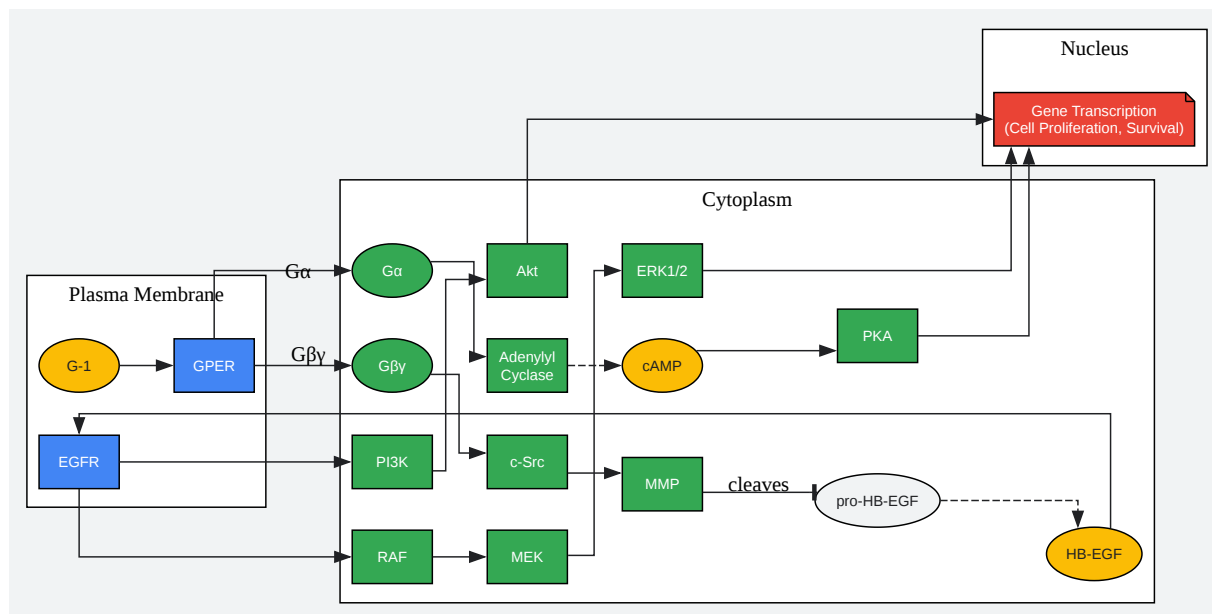 Nucleus
Gene Transcription
(Cell Proliferation, Survival)
Cytoplasm
Gα
Gα
Akt
ERK1/2
Plasma Membrane
PKA
G-1
GPER
Gβγ
Gβγ
Adenylyl
Cyclase
cAMP
EGFR
PI3K
c-Src
MMP
cleaves
pro-HB-EGF
RAF
MEK
HB-EGF